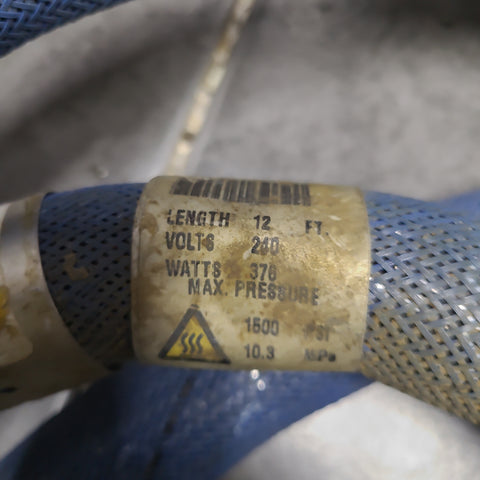 LENGTH 12 FT.
VOLTS 240
WATTS 376
MAX. PRESSURE
1500 PSI
10.3 MPa